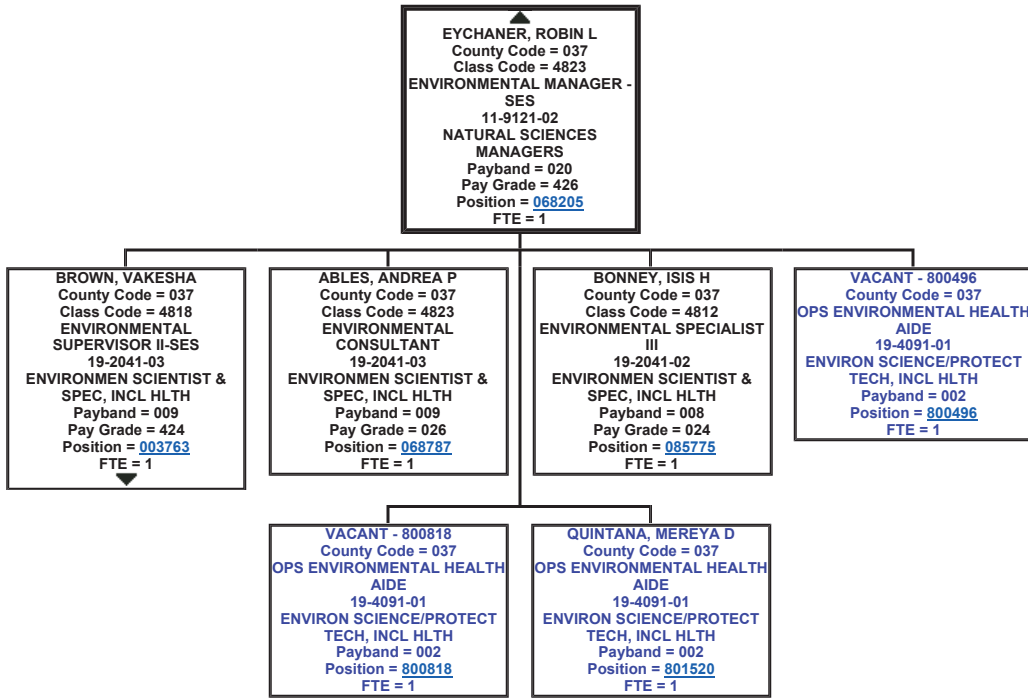 EYCHANER, ROBIN L
County Code = 037
Class Code = 4823
ENVIRONMENTAL MANAGER -
SES
11-9121-02
NATURAL SCIENCES
MANAGERS
Payband = 020
Pay Grade = 426
Position = 068205
FTE = 1
BROWN, VAKESHA
County Code = 037
Class Code = 4818
ENVIRONMENTAL
SUPERVISOR II-SES
19-2041-03
ENVIRONMEN SCIENTIST &
SPEC, INCL HLTH
Payband = 009
Pay Grade = 424
Position = 003763
FTE = 1
ABLES, ANDREA P
County Code = 037
Class Code = 4823
ENVIRONMENTAL
CONSULTANT
19-2041-03
ENVIRONMEN SCIENTIST &
SPEC, INCL HLTH
Payband = 009
Pay Grade = 026
Position = 068787
FTE = 1
BONNEY, ISIS H
County Code = 037
Class Code = 4812
ENVIRONMENTAL SPECIALIST
III
19-2041-02
ENVIRONMEN SCIENTIST &
SPEC, INCL HLTH
Payband = 008
Pay Grade = 024
Position = 085775
FTE = 1
VACANT - 800496
County Code = 037
OPS ENVIRONMENTAL HEALTH
AIDE
19-4091-01
ENVIRON SCIENCE/PROTECT
TECH, INCL HLTH
Payband = 002
Position = 800496
FTE = 1
VACANT - 800818
County Code = 037
OPS ENVIRONMENTAL HEALTH
AIDE
19-4091-01
ENVIRON SCIENCE/PROTECT
TECH, INCL HLTH
Payband = 002
Position = 800818
FTE = 1
QUINTANA, MEREYA D
County Code = 037
OPS ENVIRONMENTAL HEALTH
AIDE
19-4091-01
ENVIRON SCIENCE/PROTECT
TECH, INCL HLTH
Payband = 002
Position = 801520
FTE = 1